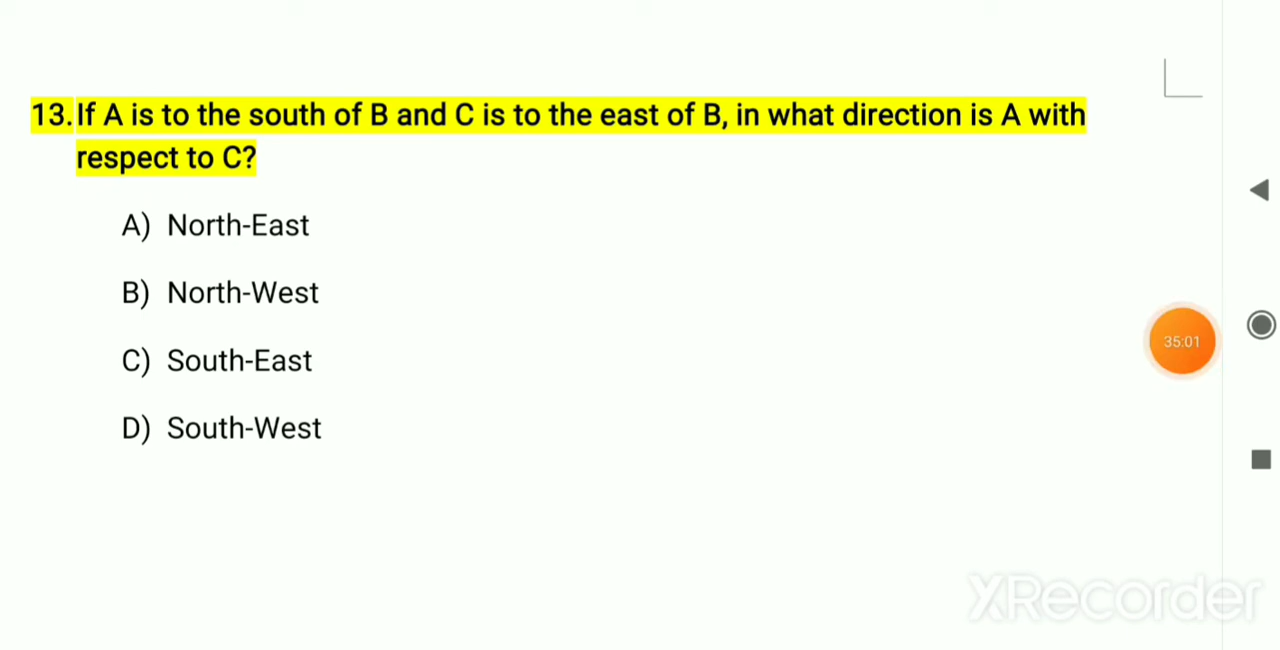 13. If A is to the south of B and C is to the east of B, in what direction is A with
respect to C?
A) North-East
B) North-West
C) South-East
D) South-West
35:01
XRecorder